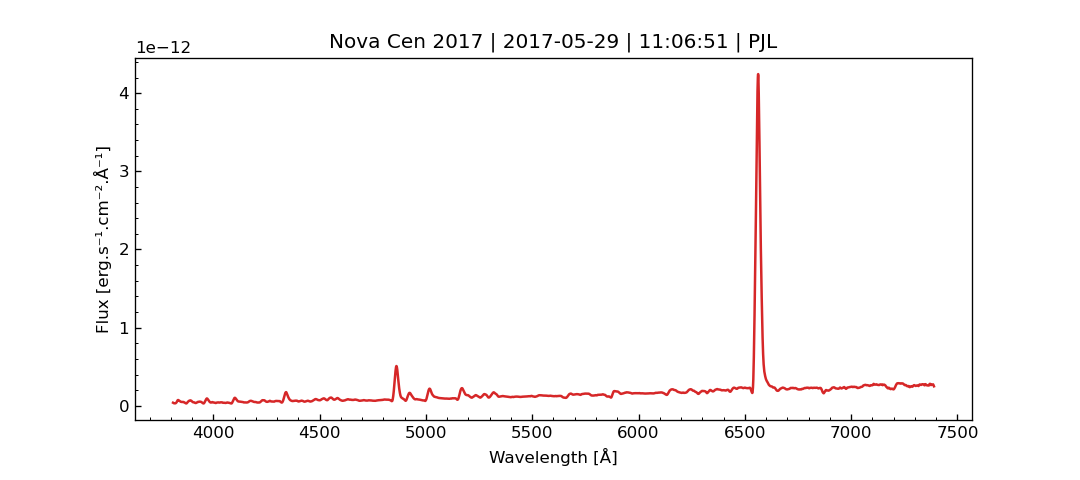 Nova Cen 2017 | 2017-05-29 | 11:06:51 | PJL
1e−12
4
3
2
1
0
Flux [erg.s⁻¹.cm⁻².Å⁻¹]
4000 4500 5000 5500 6000 6500 7000 7500
Wavelength [Å]